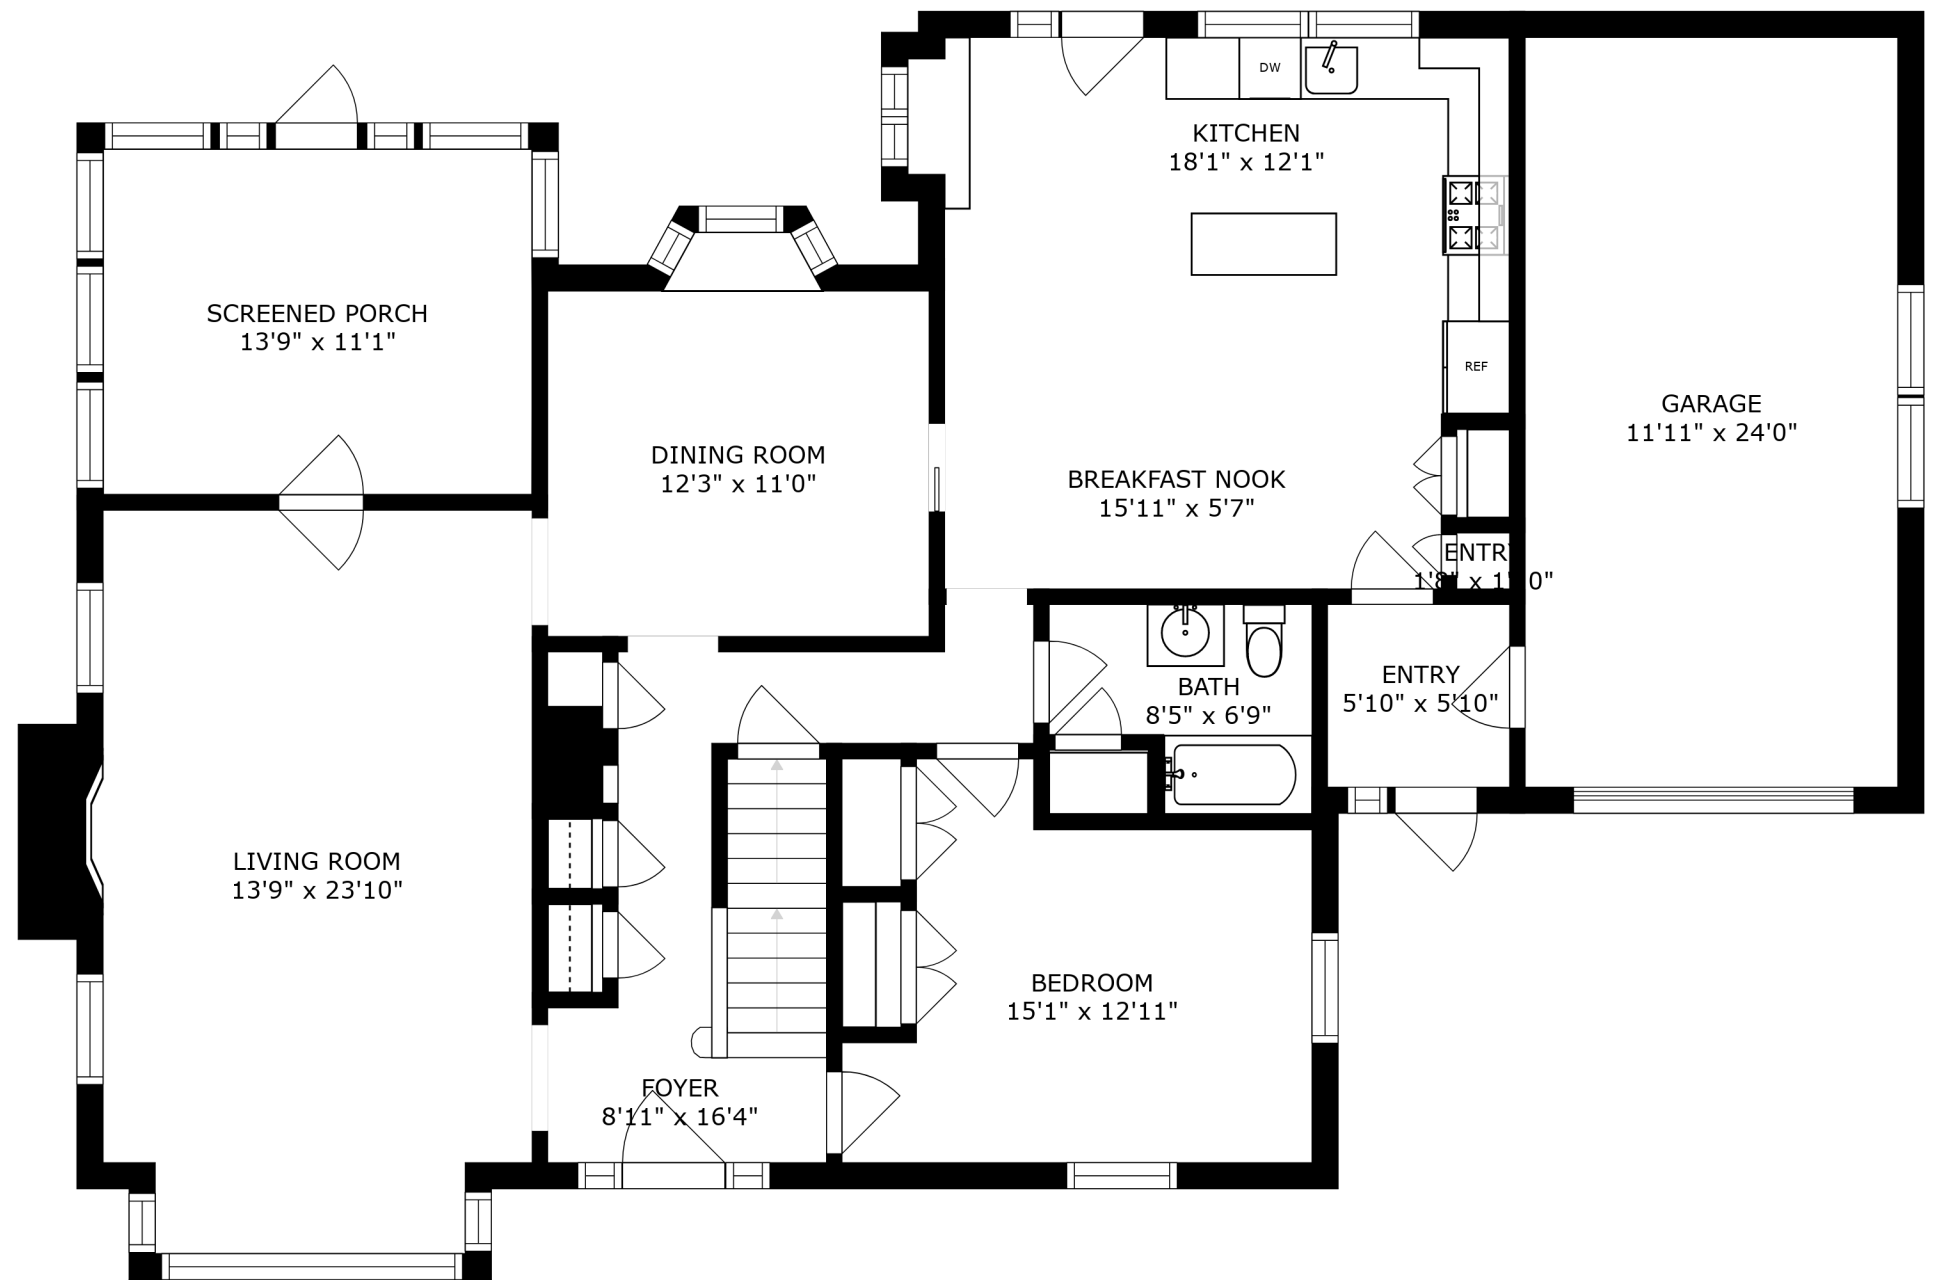 DW
KITCHEN
18'1" x 12'1"
SCREENED PORCH
13'9" x 11'1"
REF
GARAGE
11'11" x 24'0"
DINING ROOM
12'3" x 11'0"
BREAKFAST NOOK
15'11" x 5'7"
ENTRY
ENTRY
5'10" x 5'10"
BATH
8'5" x 6'9"
LIVING ROOM
13'9" x 23'10"
BEDROOM
15'1" x 12'11"
FOYER
8'11" x 16'4"